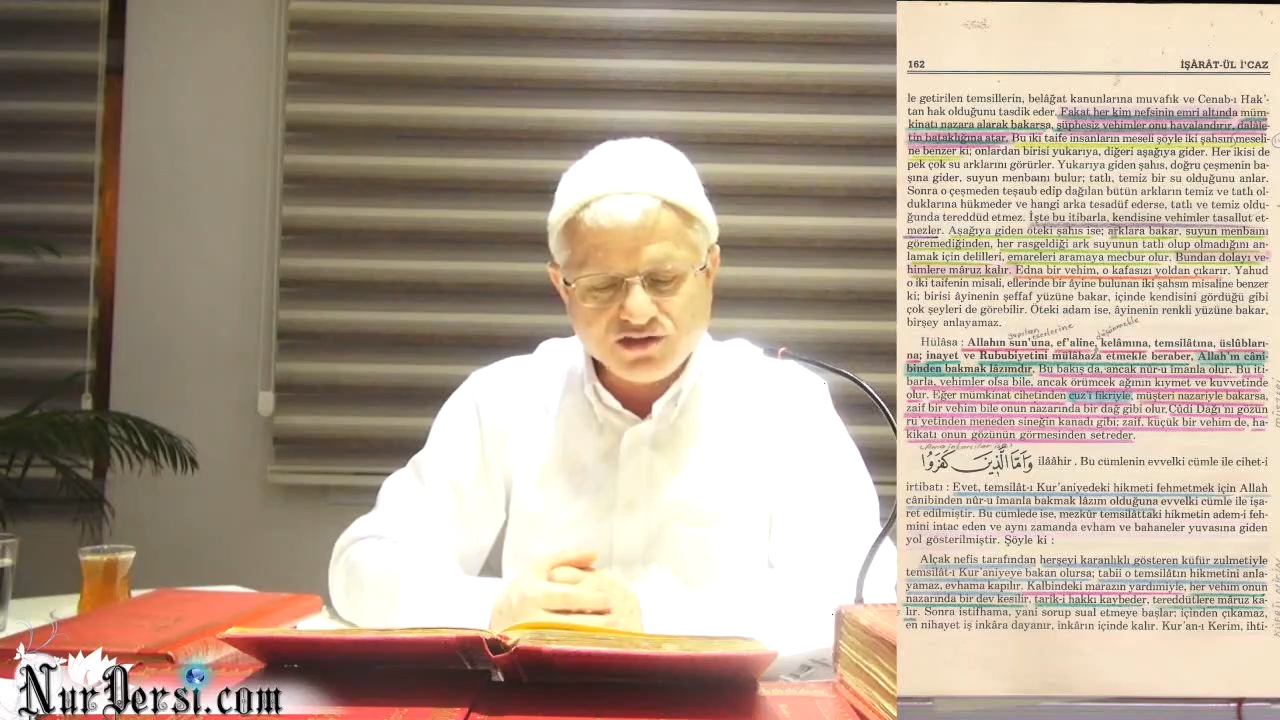 162
İŞÂRÂT-ÜL İ'CAZ
le getirilen temsillerin, belâğat kanunlarına muvafık ve Cenab-ı Hak'-
tan hak olduğunu tasdik eder. Fakat her kim nefsinin emri altında müm-
kinatı nazara alarak bakarsa, şüphesiz vehimler onu havalandırır, dalâle-
tin bataklığına atar. Bu iki taife insanların meseli şöyle iki şahsın meseli-
ne benzer ki; onlardan birisi yukarıya, diğeri aşağıya gider. Her ikisi de
pek çok su arklarını görürler. Yukarıya giden şahıs, doğru çeşmenin ba-
şına gider, suyun menbaını bulur; tatlı, temiz bir su olduğunu anlar.
Sonra o çeşmeden teşaub edip dağılan bütün arkların temiz ve tatlı ol-
duklarına hükmeder ve hangi arka tesadüf ederse, tatlı ve temiz oldu-
ğunda tereddüd etmez. İşte bu itibarla, kendisine vehimler tasallut et-
mezler. Aşağıya giden öteki şahıs ise; arklara bakar, suyun menbaını
göremediğinden, her rasgeldiği ark suyunun tatlı olup olmadığını an-
lamak için delilleri, emareleri aramaya mecbur olur. Bundan dolayı ve-
himlere mâruz kalır. Edna bir vehim, o kafasızı yoldan çıkarır. Yahud
o iki taifenin misali, ellerinde bir âyine bulunan iki şahsın misaline benzer
ki; birisi âyinenin şeffaf yüzüne bakar, içinde kendisini gördüğü gibi
çok şeyleri de görebilir. Öteki adam ise, âyinenin renkli yüzüne bakar,
birşey anlayamaz.
yapılan eserlerine düşünmekle
Hülâsa : Allahın sun'una, ef'aline, kelâmına, temsilâtına, üslûbları-
na; inayet ve Rububiyetini mülâhaza etmekle beraber, Allah'ın câni-
binden bakmak lâzımdır. Bu bakış da, ancak nûr-u imanla olur. Bu iti-
barla, vehimler olsa bile, ancak örümcek ağının kıymet ve kuvvetinde
olur. Eğer mümkinat cihetinden cüz'î fikriyle, müşteri nazariyle bakarsa,
zaif bir vehim bile onun nazarında bir dağ gibi olur. Cûdi Dağı'nı gözün
rü'yetinden meneden sineğin kanadı gibi; zaif, küçük bir vehim de, ha-
kikatı onun gözünün görmesinden setreder.
وَاَمَّا الَّذِينَ كَفَرُوا ilââhir . Bu cümlenin evvelki cümle ile cihet-i
irtibatı : Evet, temsilât-ı Kur'aniyedeki hikmeti fehmetmek için Allah
cânibinden nûr-u îmanla bakmak lâzım olduğuna evvelki cümle ile işa-
ret edilmiştir. Bu cümlede ise, mezkûr temsilâttaki hikmetin adem-i feh-
mini intac eden ve aynı zamanda evham ve bahaneler yuvasına giden
yol gösterilmiştir. Şöyle ki :
Alçak nefis tarafından herşeyi karanlıklı gösteren küfür zulmetiyle
temsilât-ı Kur'aniyeye bakan olursa; tabii o temsilâtın hikmetini anla-
yamaz, evhama kapılır. Kalbindeki marazın yardımiyle, her vehim onun
nazarında bir dev kesilir, tarîk-i hakkı kaybeder, tereddütlere mâruz ka-
lır. Sonra istifhama, yani sorup sual etmeye başlar; içinden çıkamaz,
en nihayet iş inkâra dayanır, inkârın içinde kalır. Kur'an-ı Kerim, ihti-
NurDersi.com